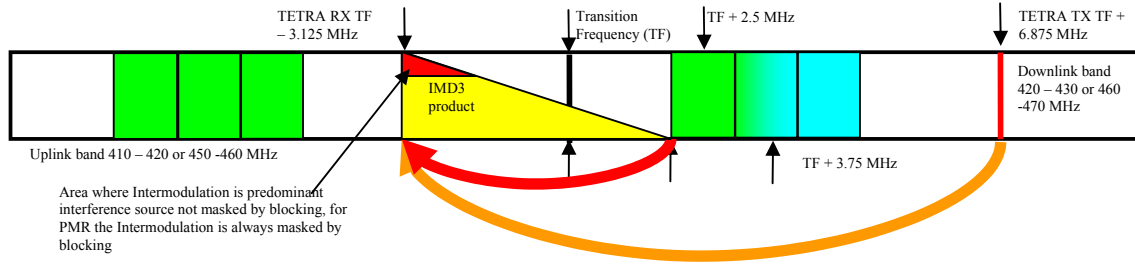 TETRA RX TF
– 3.125 MHz
Transition
Frequency (TF)
TF + 2.5 MHz
TETRA TX TF +
6.875 MHz
IMD3
product
Downlink band
420 – 430 or 460
-470 MHz
Uplink band 410 – 420 or 450 -460 MHz
TF + 3.75 MHz
Area where Intermodulation is predominant
interference source not masked by blocking, for
PMR the Intermodulation is always masked by
blocking